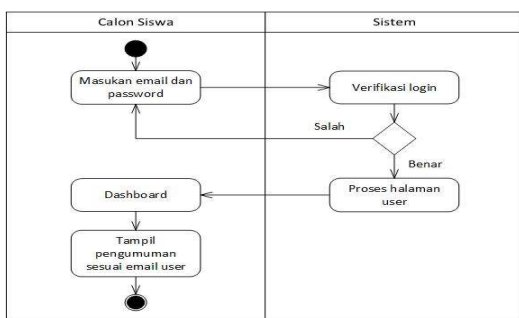 Calon Siswa
Sistem
Masukan email dan
password
Verifikasi login
Salah
Benar
Dashboard
Proses halaman
user
Tampil
pengumuman
sesuai email user